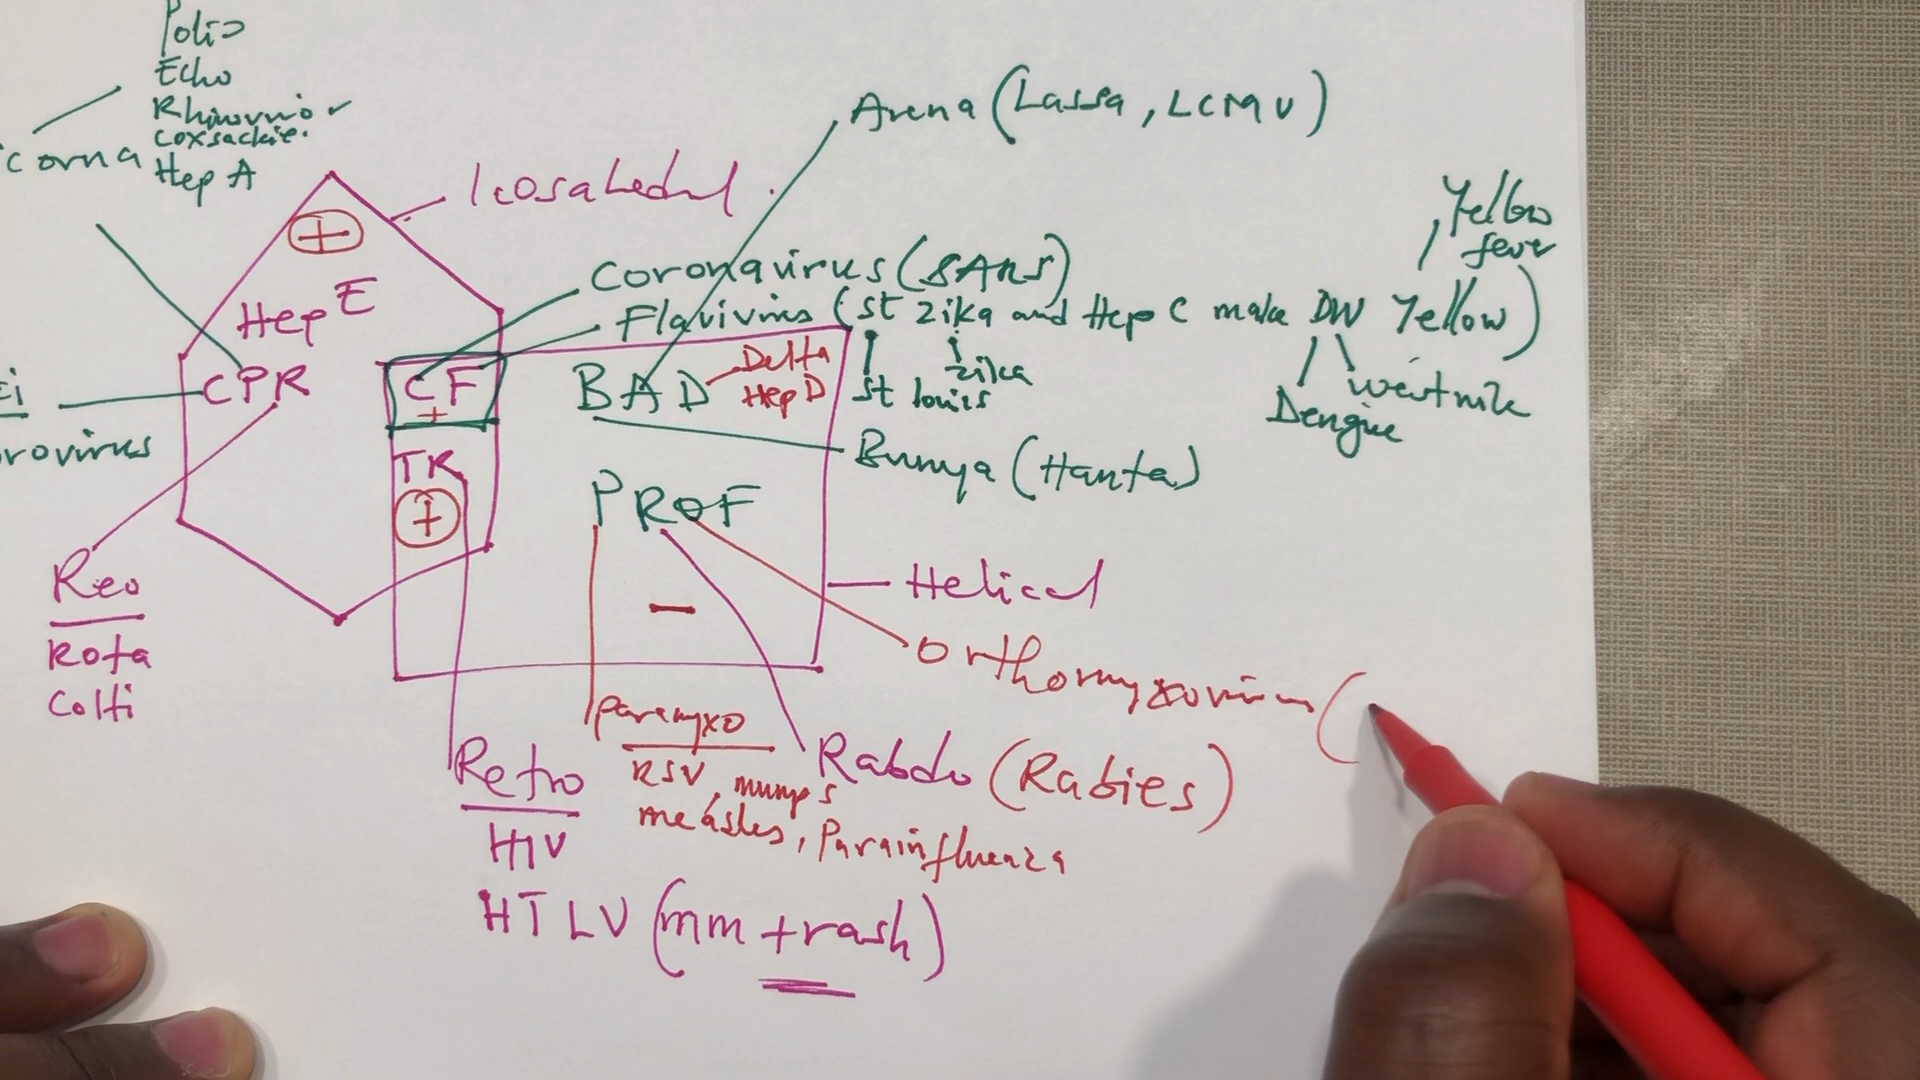 Polio
Echo
Rhinoviris ✓
coxsackie.
Hep A
corna
Arena (Lassa, LCMV)
Icosahedral
+
Hep E
CPR
Coronavirus (SARS)
Flavivirus (St Zika and Hep C make DW Yellow)
Yellow
fever
St Louis
Zika
Dengue
Westnile
ci
rovirus
CF
+
TR
+
BAD
Delta
Hep D
Bunya (Hanta)
PROF
-
Helical
Orthomyxovirus (
Reo
Rota
Colti
paramyxo
RSV, mumps
measles, Parainfluenza
Rabdo (Rabies)
Retro
HIV
HTLV (mm + rash)